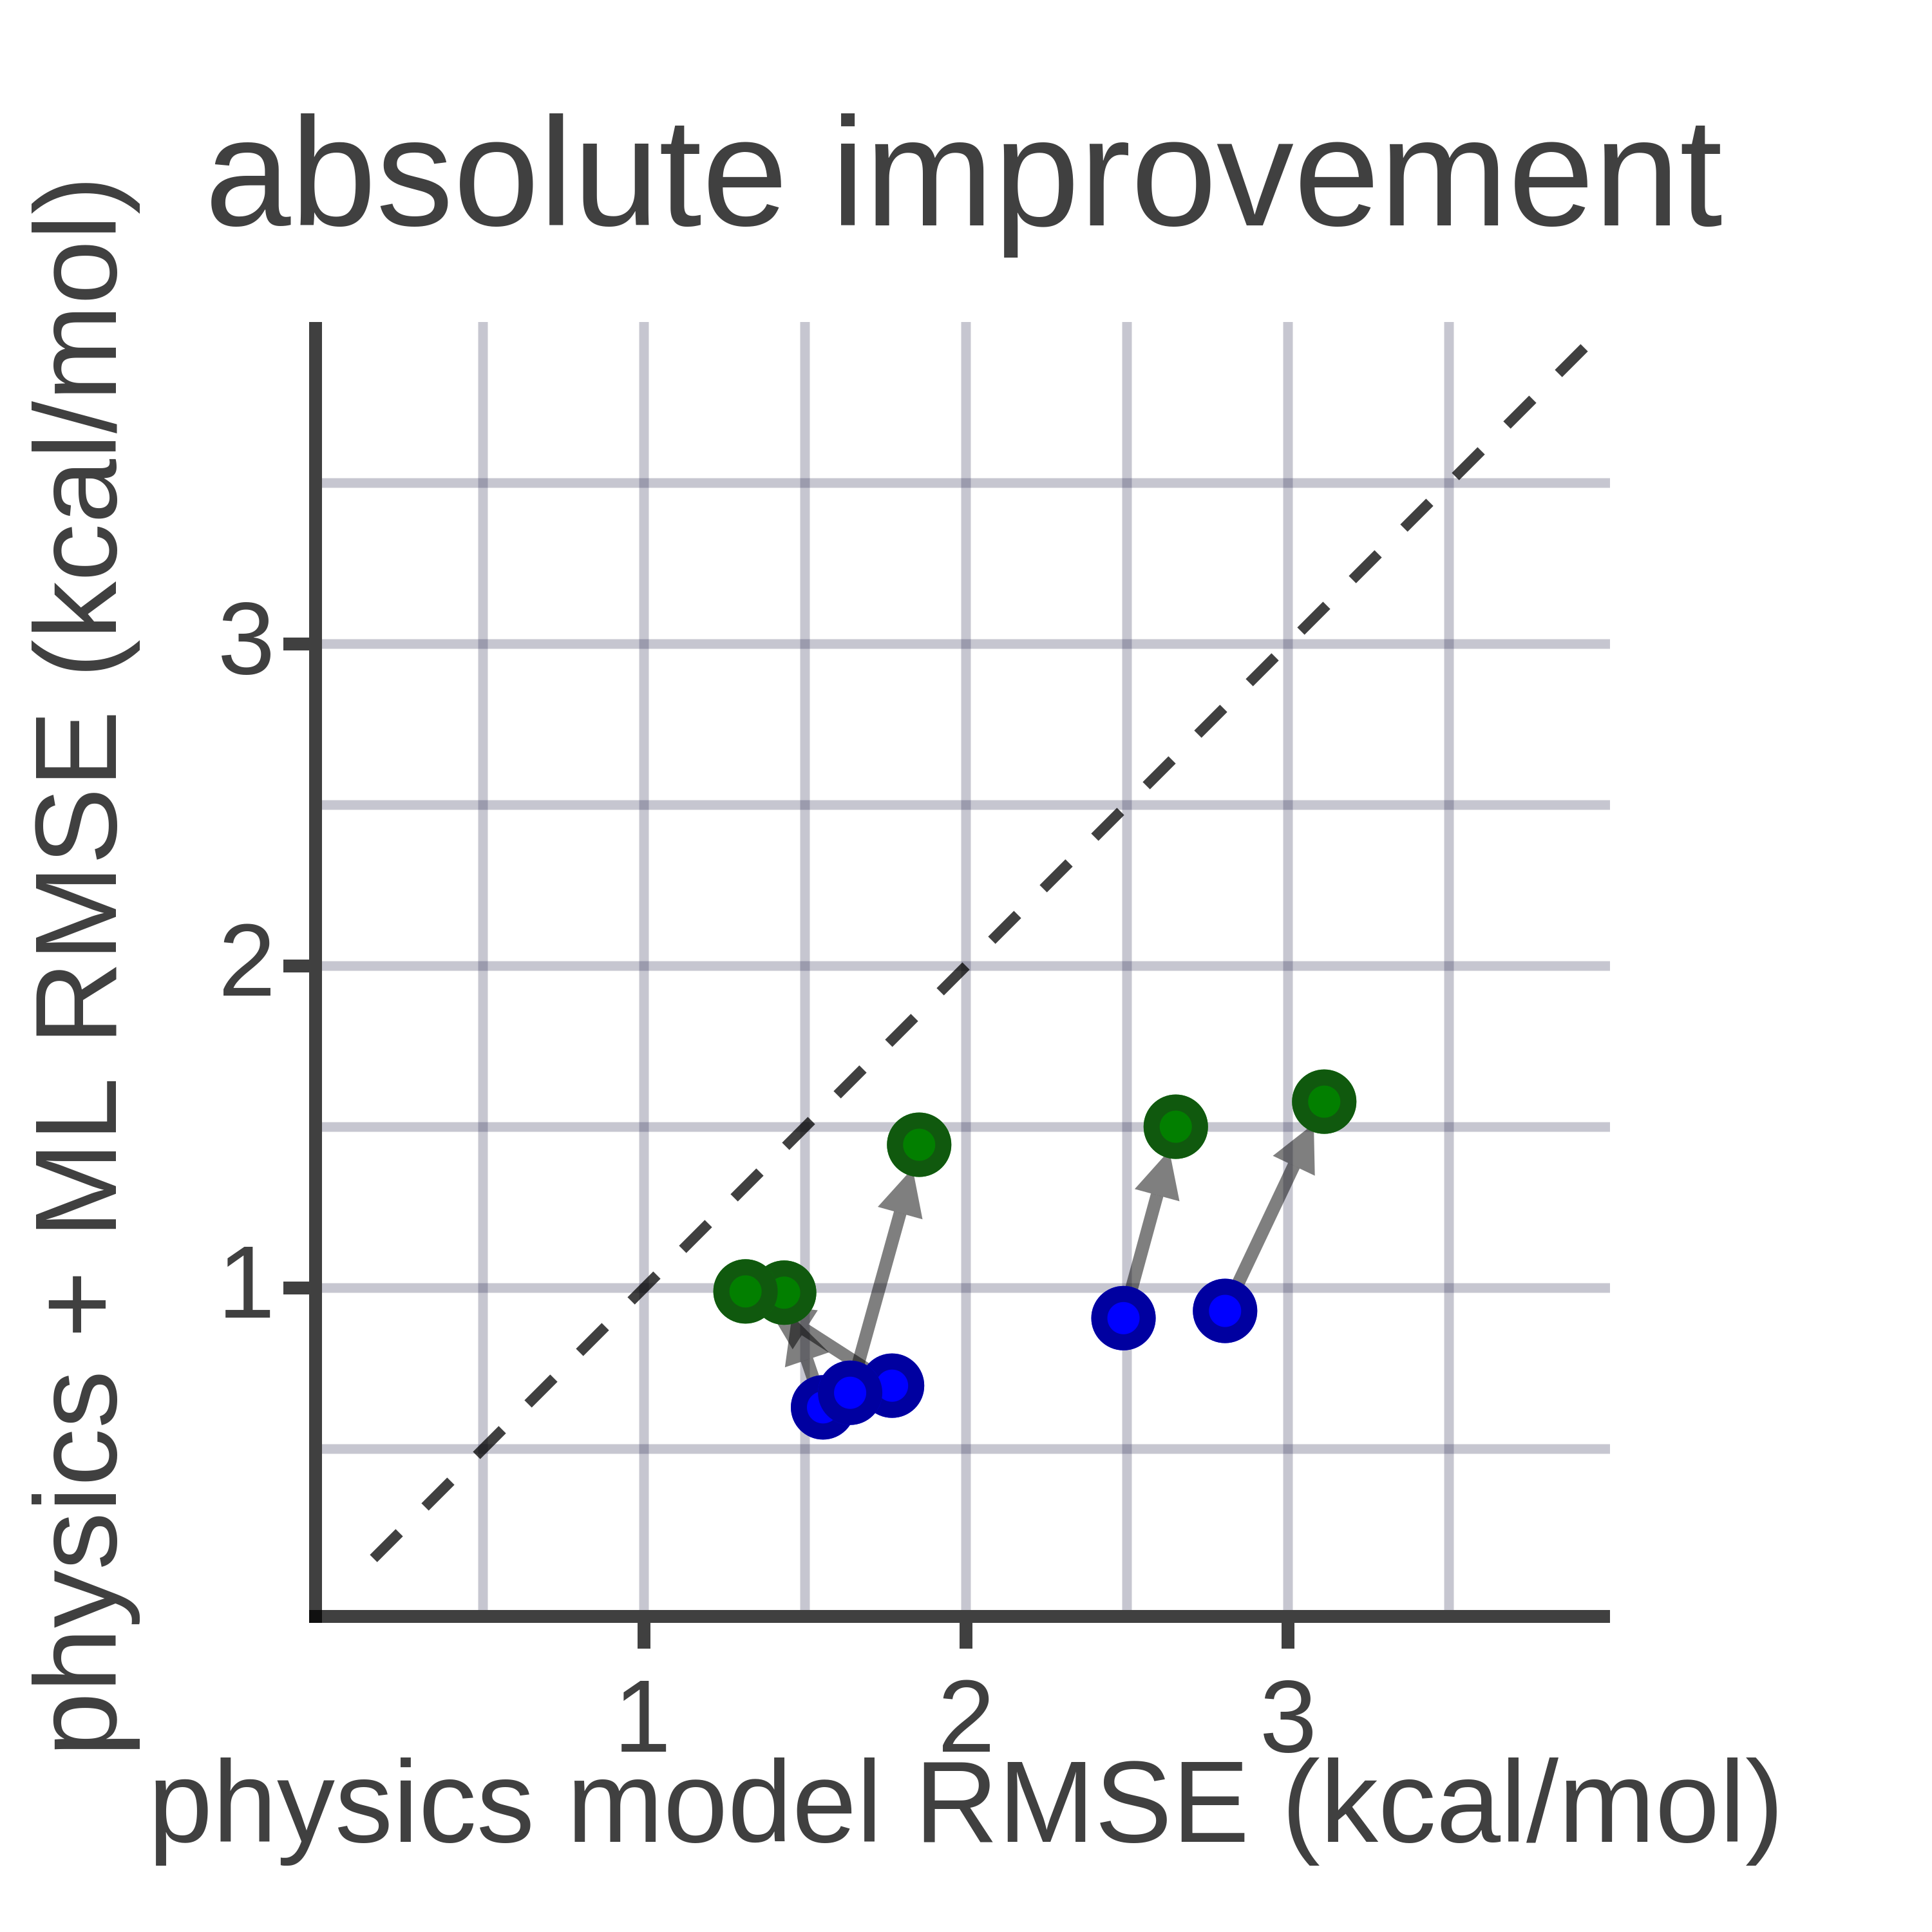 absolute improvement
physics + ML RMSE (kcal/mol)
3
2
1
1 2 3
physics model RMSE (kcal/mol)